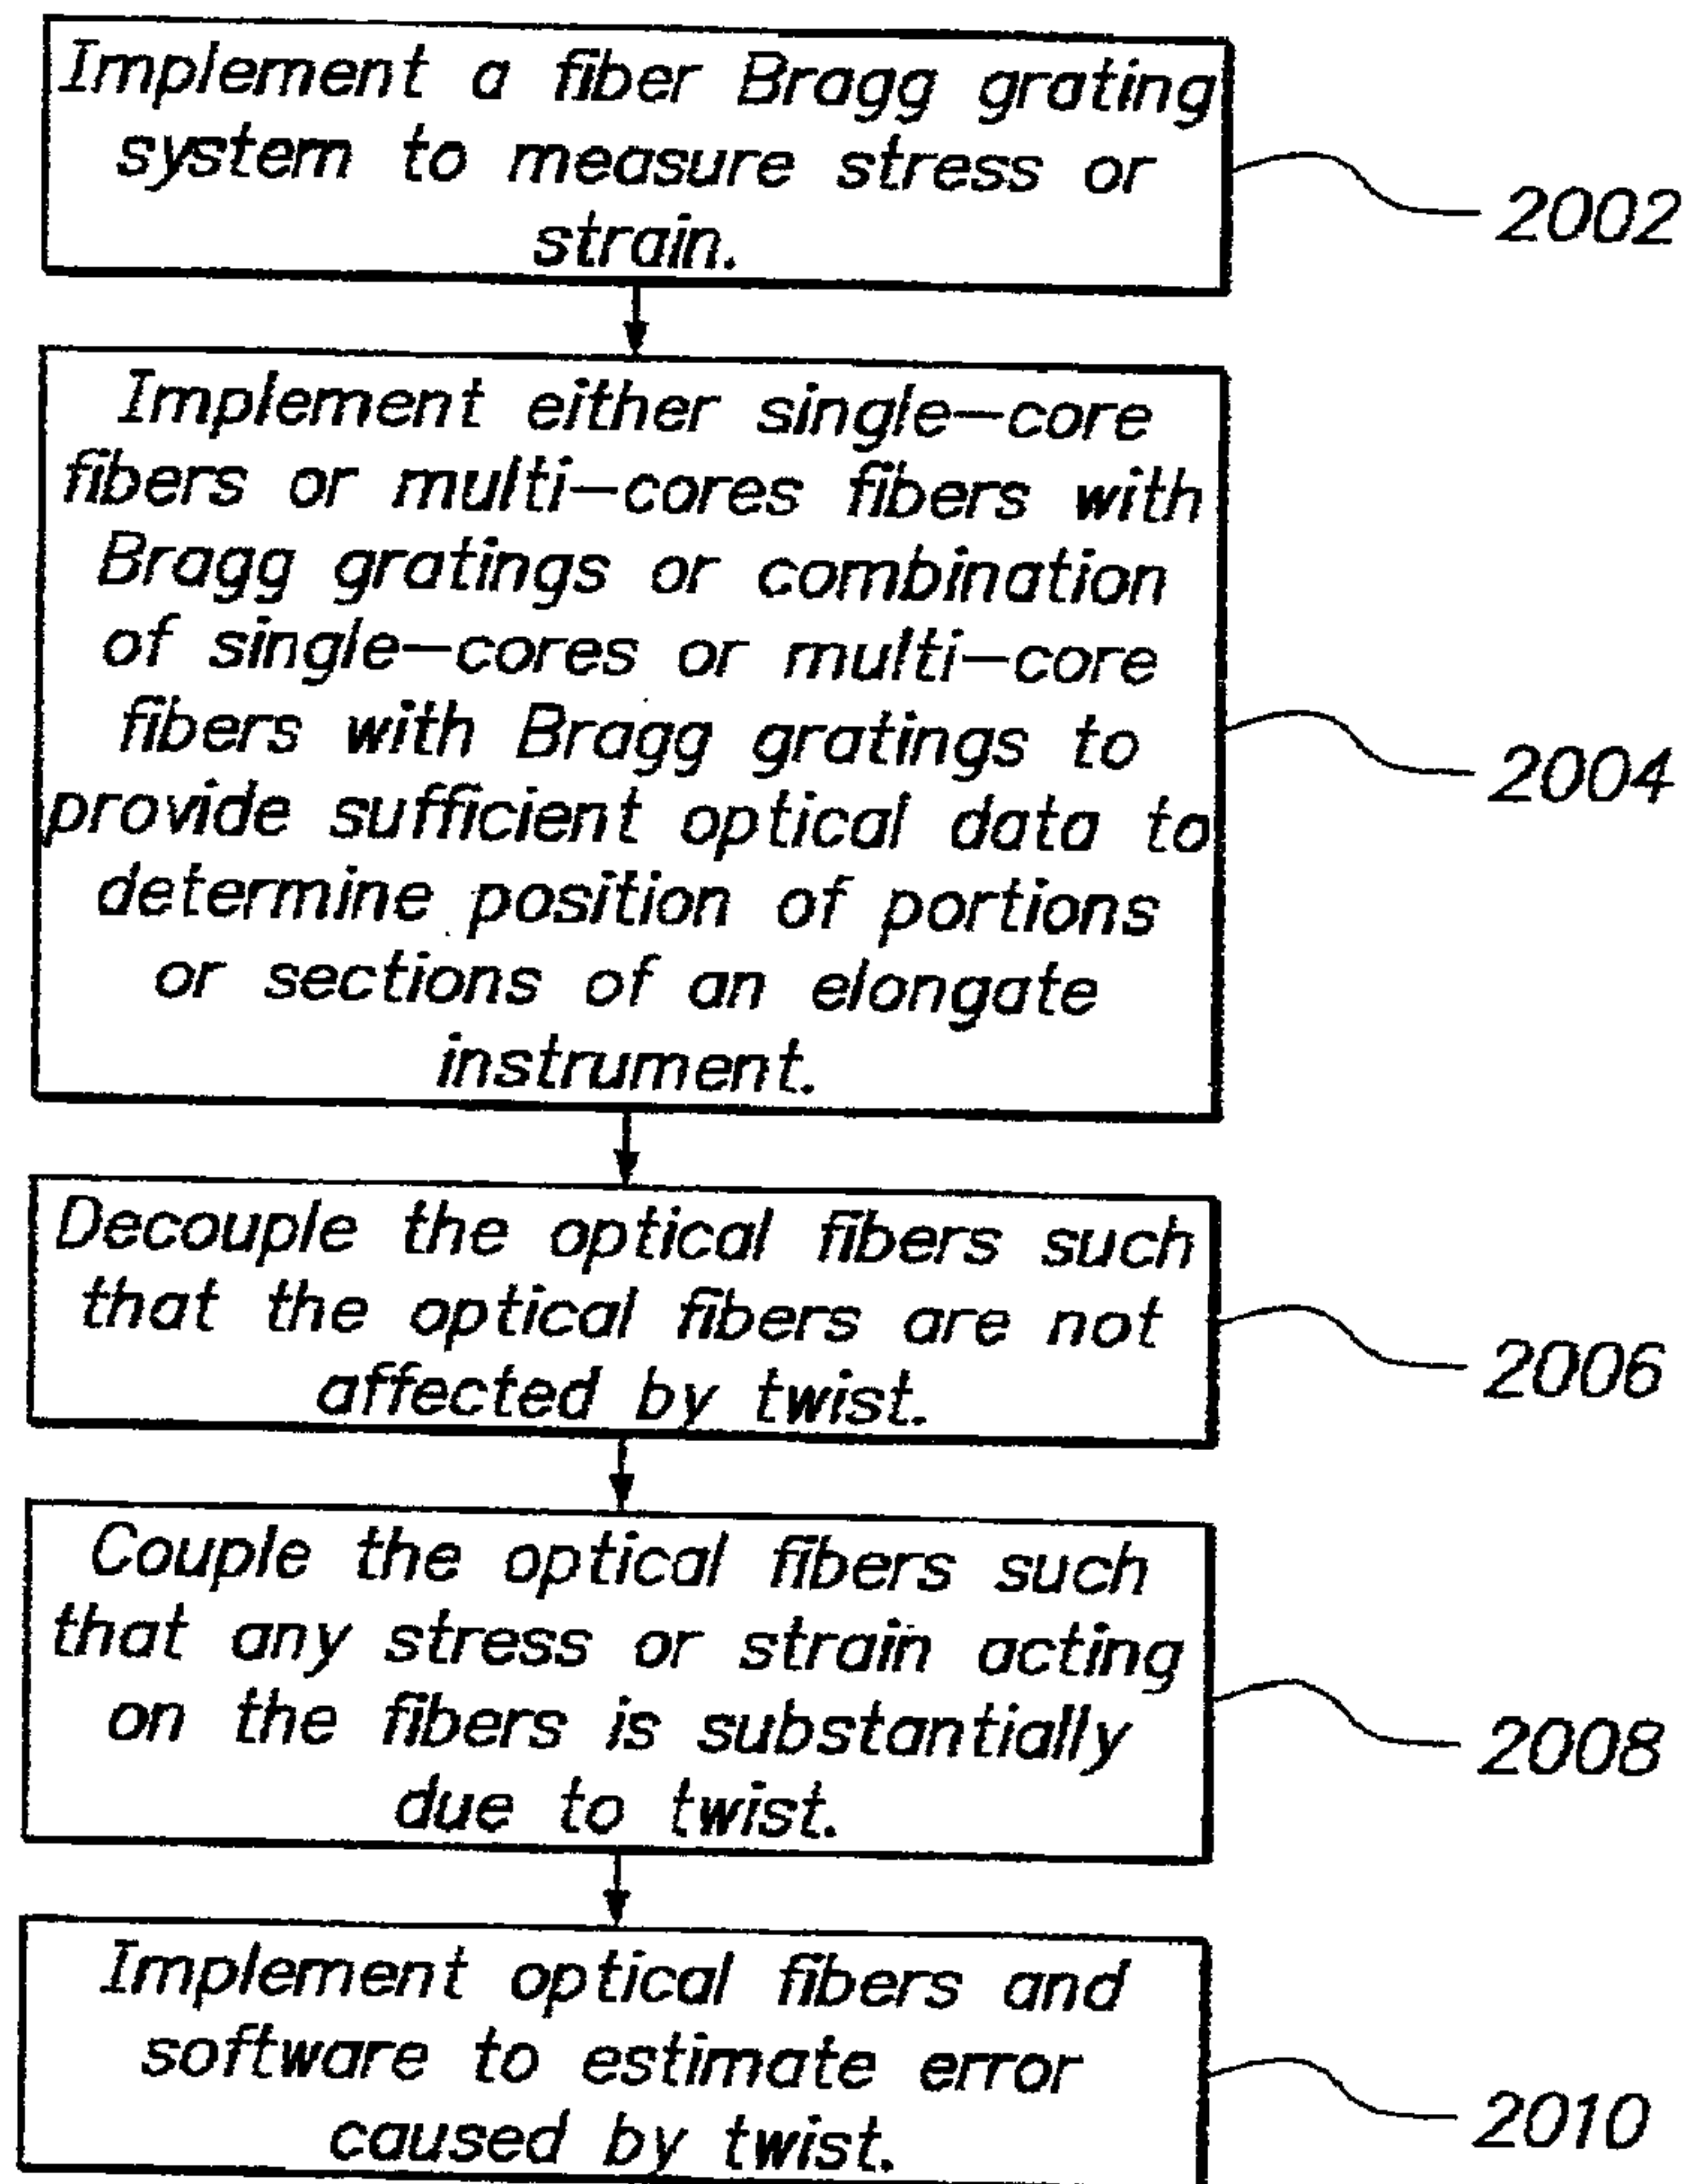 Implement a fiber Bragg grating
system to measure stress or
strain.
2002
Implement either single-core
fibers or multi-cores fibers with
Bragg gratings or combination
of single-cores or multi-core
fibers with Bragg gratings to
provide sufficient optical data to
determine position of portions
or sections of an elongate
instrument.
2004
Decouple the optical fibers such
that the optical fibers are not
affected by twist.
2006
Couple the optical fibers such
that any stress or strain acting
on the fibers is substantially
due to twist.
2008
Implement optical fibers and
software to estimate error
caused by twist.
2010